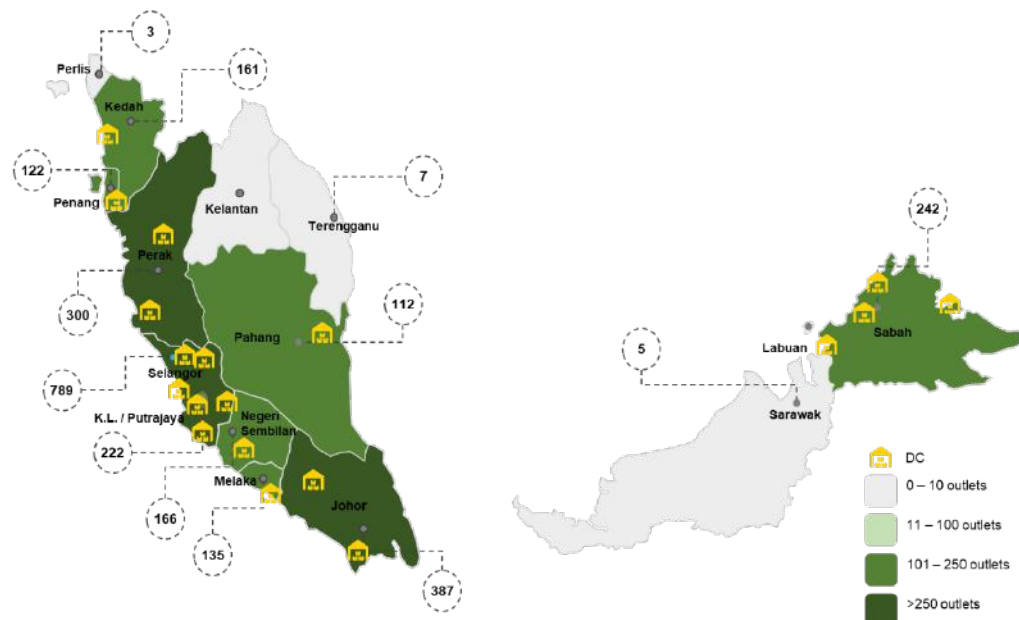 3
Perlis
161
Kedah
122
Penang
7
Kelantan
Terengganu
242
Perak
300
112
Pahang
Sabah
Labuan
5
Selangor
789
Sarawak
K.L. / Putrajaya
Negeri
Sembilan
222
DC
Melaka
0 – 10 outlets
166
Johor
11 – 100 outlets
135
101 – 250 outlets
387
>250 outlets